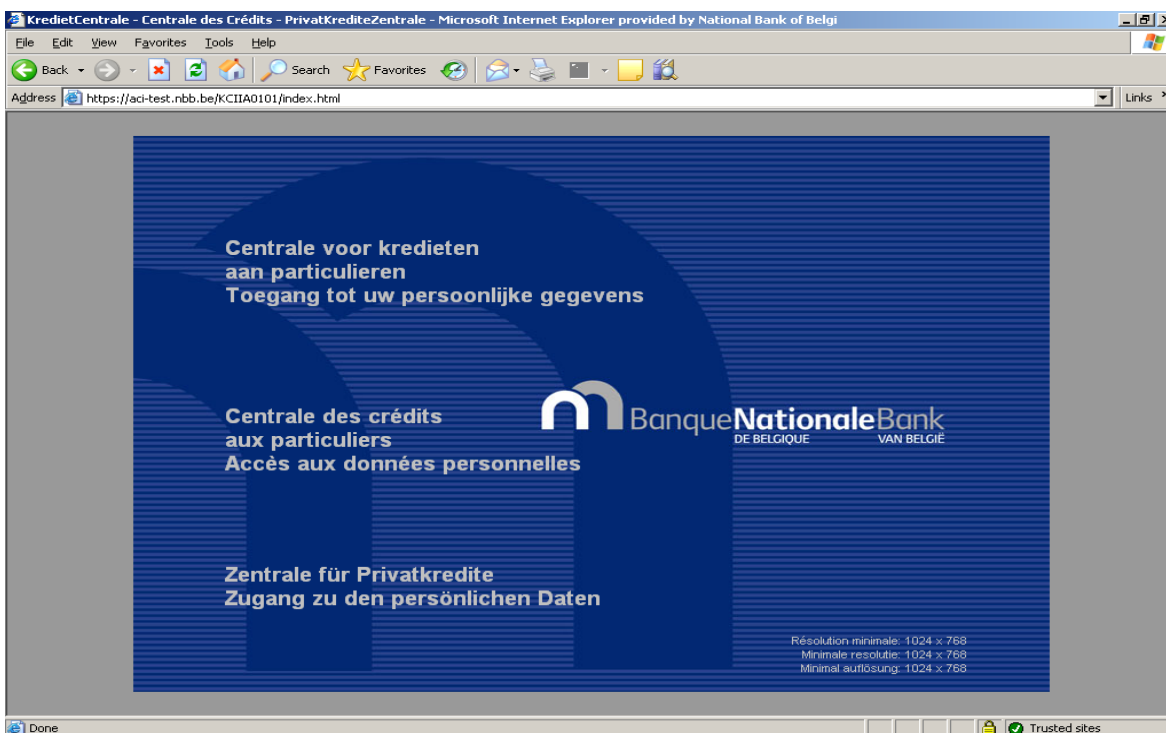 KredietCentrale - Centrale des Crédits - PrivatKrediteZentrale - Microsoft Internet Explorer provided by National Bank of Belgi
File Edit View Favorites Tools Help
Back Search Favorites
Address https://aci-test.nbb.be/KCIIA0101/index.html Links
Centrale voor kredieten
aan particulieren
Toegang tot uw persoonlijke gegevens
Centrale des crédits
aux particuliers
Accès aux données personnelles
BanqueNationaleBank
DE BELGIQUE VAN BELGIË
Zentrale für Privatkredite
Zugang zu den persönlichen Daten
Résolution minimale: 1024 x 768
Minimale resolutie: 1024 x 768
Minimal auflösung: 1024 x 768
Done Trusted sites